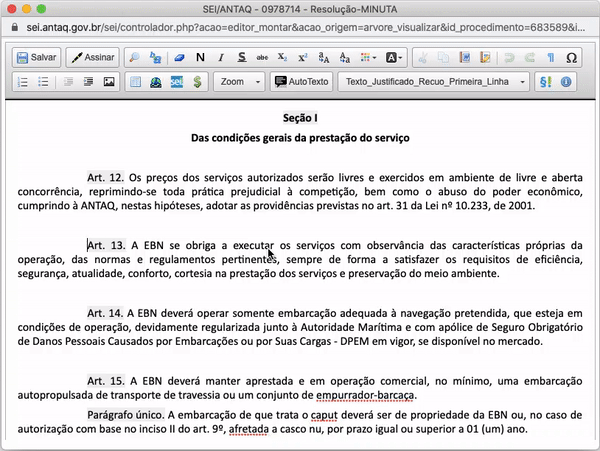 SEI/ANTAQ - 0978714 - Resolução-MINUTA
sei.antaq.gov.br/sei/controlador.php?acao=editor_montar&acao_origem=arvore_visualizar&id_procedimento=683589&i...
Salvar Assinar N I S abc X₂ X² A
Zoom AutoTexto Texto_Justificado_Recuo_Primeira_Linha §!
Seção I
Das condições gerais da prestação do serviço
Art. 12. Os preços dos serviços autorizados serão livres e exercidos em ambiente de livre e aberta
concorrência, reprimindo-se toda prática prejudicial à competição, bem como o abuso do poder econômico,
cumprindo à ANTAQ, nestas hipóteses, adotar as providências previstas no art. 31 da Lei nº 10.233, de 2001.
Art. 13. A EBN se obriga a executar os serviços com observância das características próprias da
operação, das normas e regulamentos pertinentes, sempre de forma a satisfazer os requisitos de eficiência,
segurança, atualidade, conforto, cortesia na prestação dos serviços e preservação do meio ambiente.
Art. 14. A EBN deverá operar somente embarcação adequada à navegação pretendida, que esteja em
condições de operação, devidamente regularizada junto à Autoridade Marítima e com apólice de Seguro Obrigatório
de Danos Pessoais Causados por Embarcações ou por Suas Cargas - DPEM em vigor, se disponível no mercado.
Art. 15. A EBN deverá manter aprestada e em operação comercial, no mínimo, uma embarcação
autopropulsada de transporte de travessia ou um conjunto de empurrador-barcaça.
Parágrafo único. A embarcação de que trata o caput deverá ser de propriedade da EBN ou, no caso de
autorização com base no inciso II do art. 9º, afretada a casco nu, por prazo igual ou superior a 01 (um) ano.